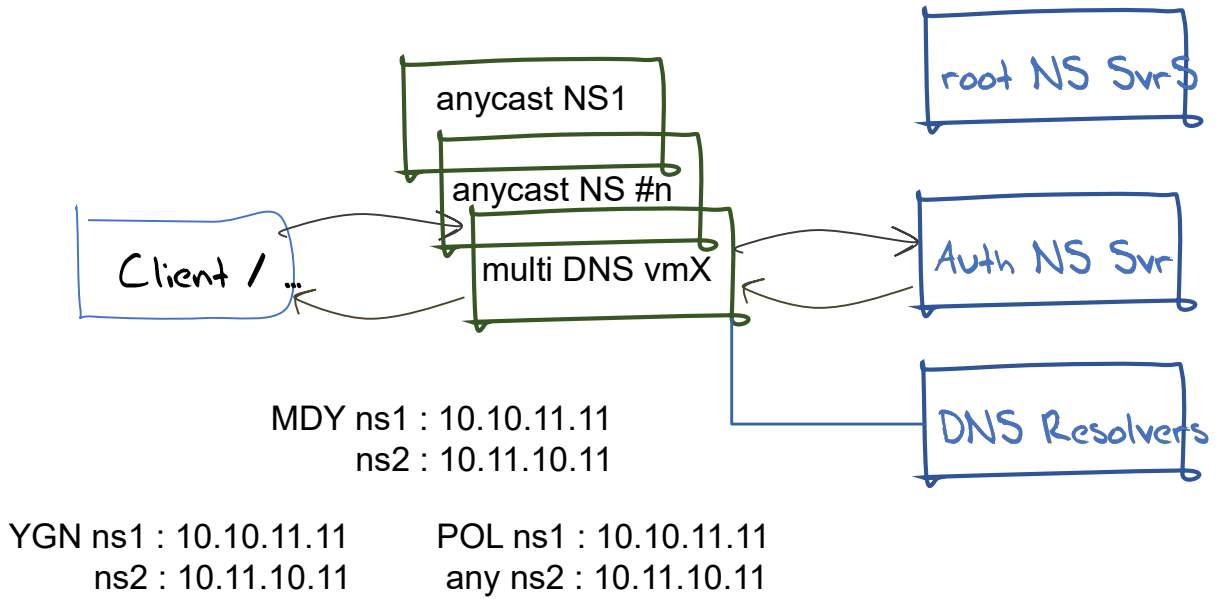 root NS SvrS
anycast NS1
anycast NS #n
Client / ...
multi DNS vmX
Auth NS Svr
DNS Resolvers
MDY ns1 : 10.10.11.11
ns2 : 10.11.10.11
YGN ns1 : 10.10.11.11
ns2 : 10.11.10.11
POL ns1 : 10.10.11.11
any ns2 : 10.11.10.11